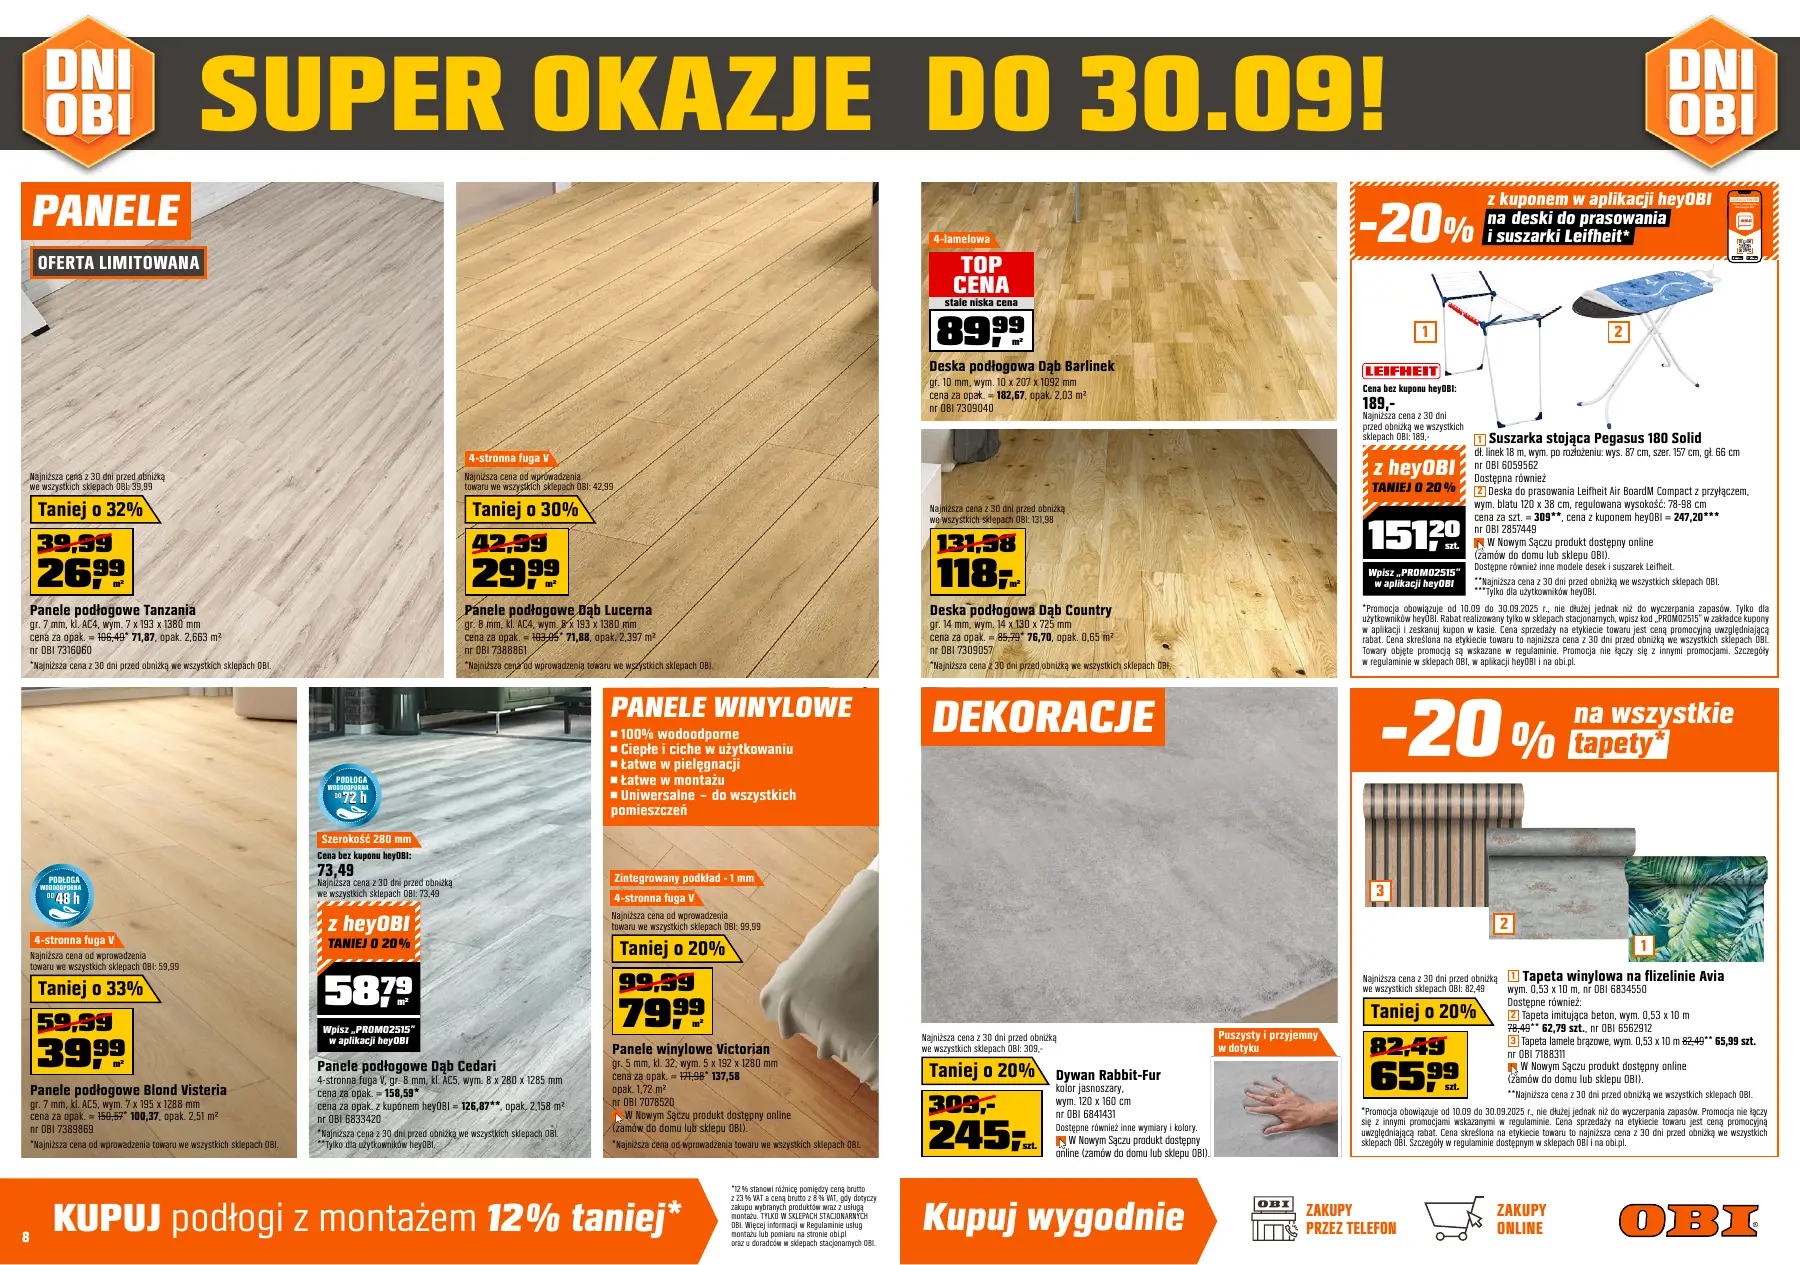 DNI
OBI
SUPER OKAZJE DO 30.09!
DNI
OBI
PANELE
OFERTA LIMITOWANA
Najniższa cena z 30 dni przed obniżką
we wszystkich sklepach OBI: 39,99
Taniej o 32%
39,99
26,99 m²
Panele podłogowe Tanzania
gr. 7 mm, kl. AC4, wym. 7 x 193 x 1380 mm
cena za opak. = 106,49* 71,87, opak. 2,663 m²
nr OBI 7316060
*Najniższa cena z 30 dni przed obniżką we wszystkich sklepach OBI.
4-stronna fuga V
Najniższa cena od wprowadzenia
towaru we wszystkich sklepach OBI: 42,99
Taniej o 30%
42,99
29,99 m²
Panele podłogowe Dąb Lucerna
gr. 8 mm, kl. AC4, wym. 8 x 193 x 1380 mm
cena za opak. = 103,05* 71,88, opak. 2,397 m²
nr OBI 7388861
*Najniższa cena od wprowadzenia towaru we wszystkich sklepach OBI.
4-lamelowa
TOP
CENA
stale niska cena
89,99 m²
Deska podłogowa Dąb Barlinek
gr. 10 mm, wym. 10 x 207 x 1092 mm
cena za opak. = 182,67, opak. 2,03 m²
nr OBI 7309040
Najniższa cena z 30 dni przed obniżką
we wszystkich sklepach OBI: 131,98
131,98
118,- m²
Deska podłogowa Dąb Country
gr. 14 mm, wym. 14 x 130 x 725 mm
cena za opak. = 85,79* 76,70, opak. 0,65 m²
nr OBI 7309057
*Najniższa cena z 30 dni przed obniżką we wszystkich sklepach OBI.
-20%
z kuponem w aplikacji heyOBI
na deski do prasowania
i suszarki Leifheit*
1
2
LEIFHEIT
Cena bez kuponu heyOBI:
189,-
Najniższa cena z 30 dni
przed obniżką we wszystkich
sklepach OBI: 189,-
z heyOBI
TANIEJ O 20%
151,20 szt.
Wpisz „PROMO2515”
w aplikacji heyOBI
1 Suszarka stojąca Pegasus 180 Solid
dł. linek 18 m, wym. po rozłożeniu: wys. 87 cm, szer. 157 cm, gł. 66 cm
nr OBI 6059562
Dostępna również
2 Deska do prasowania Leifheit Air BoardM Compact z przyłączem,
wym. blatu 120 x 38 cm, regulowana wysokość: 78-98 cm
cena za szt. = 309**, cena z kuponem heyOBI = 247,20***
nr OBI 2857449
W Nowym Sączu produkt dostępny online
(zamów do domu lub sklepu OBI).
Dostępne również inne modele desek i suszarek Leifheit.
**Najniższa cena z 30 dni przed obniżką we wszystkich sklepach OBI.
***Tylko dla użytkowników heyOBI.
*Promocja obowiązuje od 10.09 do 30.09.2025 r., nie dłużej jednak niż do wyczerpania zapasów. Tylko dla
użytkowników heyOBI. Rabat realizowany tylko w sklepach stacjonarnych, wpisz kod „PROMO2515” w zakładce kupony
w aplikacji i zeskanuj kupon w kasie. Cena sprzedaży na etykiecie towaru jest ceną promocyjną uwzględniającą
rabat. Cena skreślona na etykiecie towaru to najniższa cena z 30 dni przed obniżką we wszystkich sklepach OBI.
Towary objęte promocją są wskazane w regulaminie. Promocja nie łączy się z innymi promocjami. Szczegóły
w regulaminie w sklepach OBI, w aplikacji heyOBI i na obi.pl.
PODŁOGA
WODOODPORNA
DO 48 h
4-stronna fuga V
Najniższa cena od wprowadzenia
towaru we wszystkich sklepach OBI: 59,99
Taniej o 33%
59,99
39,99 m²
Panele podłogowe Blond Visteria
gr. 7 mm, kl. AC5, wym. 7 x 195 x 1288 mm
cena za opak. = 150,57* 100,37, opak. 2,51 m²
nr OBI 7389869
*Najniższa cena od wprowadzenia towaru we wszystkich sklepach OBI.
PODŁOGA
WODOODPORNA
DO 72 h
Szerokość 280 mm
Cena bez kuponu heyOBI:
73,49
Najniższa cena z 30 dni przed obniżką
we wszystkich sklepach OBI: 73,49
z heyOBI
TANIEJ O 20%
58,79 m²
Wpisz „PROMO2515”
w aplikacji heyOBI
Panele podłogowe Dąb Cedari
4-stronna fuga V, gr. 8 mm, kl. AC5, wym. 8 x 280 x 1285 mm
cena za opak. = 158,59*
cena za opak. z kuponem heyOBI = 126,87**, opak. 2,158 m²
nr OBI 6833420
*Najniższa cena z 30 dni przed obniżką we wszystkich sklepach OBI.
**Tylko dla użytkowników heyOBI.
PANELE WINYLOWE
100% wodoodporne
Ciepłe i ciche w użytkowaniu
Łatwe w pielęgnacji
Łatwe w montażu
Uniwersalne – do wszystkich
pomieszczeń
Zintegrowany podkład - 1 mm
4-stronna fuga V
Najniższa cena od wprowadzenia
towaru we wszystkich sklepach OBI: 99,99
Taniej o 20%
99,99
79,99 m²
Panele winylowe Victorian
gr. 5 mm, kl. 32, wym. 5 x 192 x 1280 mm
cena za opak. = 171,98* 137,58
opak. 1,72 m²
nr OBI 7078520
W Nowym Sączu produkt dostępny online
(zamów do domu lub sklepu OBI).
*Najniższa cena od wprowadzenia towaru we wszystkich sklepach OBI.
DEKORACJE
Najniższa cena z 30 dni przed obniżką
we wszystkich sklepach OBI: 309,-
Taniej o 20%
309,-
245,- szt.
Dywan Rabbit-Fur
kolor jasnoszary,
wym. 120 x 160 cm
nr OBI 6841431
Dostępne również inne wymiary i kolory.
W Nowym Sączu produkt dostępny
online (zamów do domu lub sklepu OBI).
Puszysty i przyjemny
w dotyku
-20%
na wszystkie
tapety*
3
2
1
Najniższa cena z 30 dni przed obniżką
we wszystkich sklepach OBI: 82,49
Taniej o 20%
82,49
65,99 szt.
1 Tapeta winylowa na flizelinie Avia
wym. 0,53 x 10 m, nr OBI 6834550
Dostępne również:
2 Tapeta imitująca beton, wym. 0,53 x 10 m
78,49** 62,79 szt., nr OBI 6562912
3 Tapeta lamele brązowe, wym. 0,53 x 10 m 82,49** 65,99 szt.
nr OBI 7188311
W Nowym Sączu produkt dostępny online
(zamów do domu lub sklepu OBI).
**Najniższa cena z 30 dni przed obniżką we wszystkich sklepach OBI.
*Promocja obowiązuje od 10.09 do 30.09.2025 r., nie dłużej jednak niż do wyczerpania zapasów. Promocja nie łączy
się z innymi promocjami wskazanymi w regulaminie. Cena sprzedaży na etykiecie towaru jest ceną promocyjną
uwzględniającą rabat. Cena skreślona na etykiecie towaru to najniższa cena z 30 dni przed obniżką we wszystkich
sklepach OBI. Szczegóły w regulaminie dostępnym w sklepach OBI i na obi.pl.
8
KUPUJ podłogi z montażem 12% taniej*
*12 % stanowi różnicę pomiędzy ceną brutto
z 23 % VAT a ceną brutto z 8 % VAT, gdy dotyczy
zakupu wybranych produktów wraz z usługą
montażu. TYLKO W SKLEPACH STACJONARNYCH
OBI. Więcej informacji w Regulaminie usług
montażu lub pomiaru na stronie obi.pl
oraz u doradców w sklepach stacjonarnych OBI.
Kupuj wygodnie
OBI
ZAKUPY
PRZEZ TELEFON
ZAKUPY
ONLINE
OBI